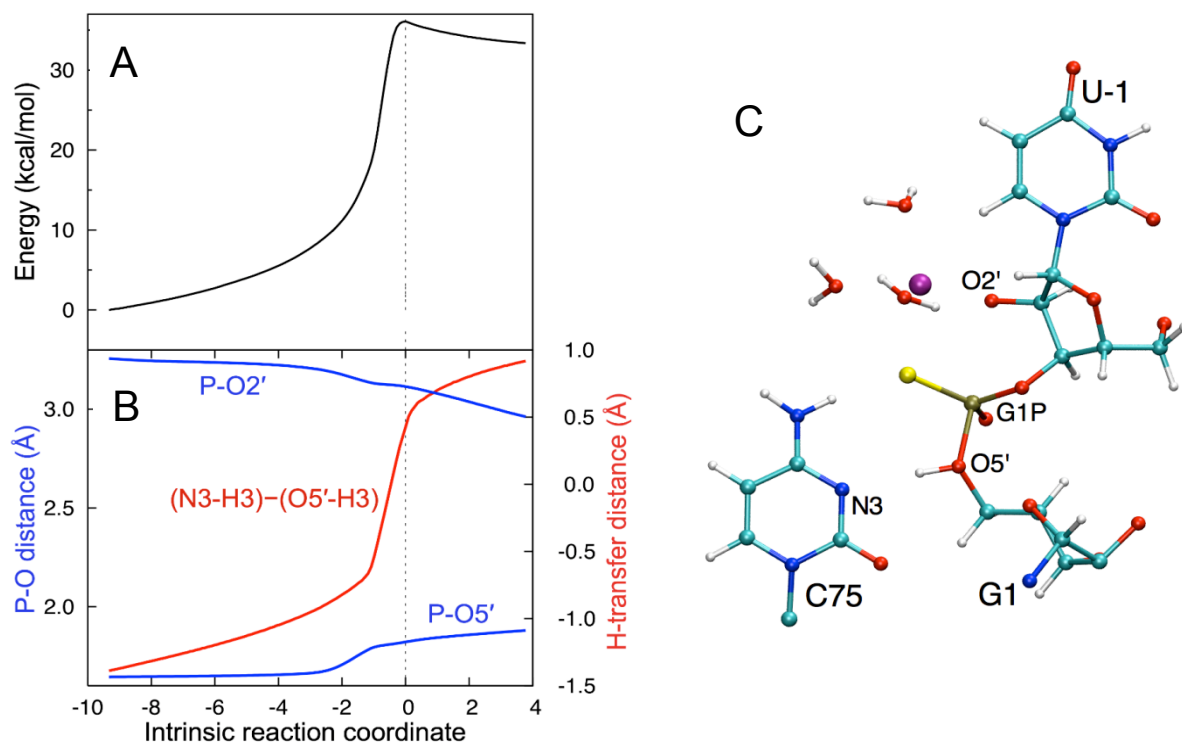 A
Energy (kcal/mol)
30
20
10
0
B
P-O2′
(N3-H3)−(O5′-H3)
P-O5′
P-O distance (Å)
3.0
2.5
2.0
1.0
0.5
0.0
-0.5
-1.0
-1.5
H-transfer distance (Å)
-10 -8 -6 -4 -2 0 2 4
Intrinsic reaction coordinate
C
U-1
O2'
G1P
O5'
N3
C75
G1